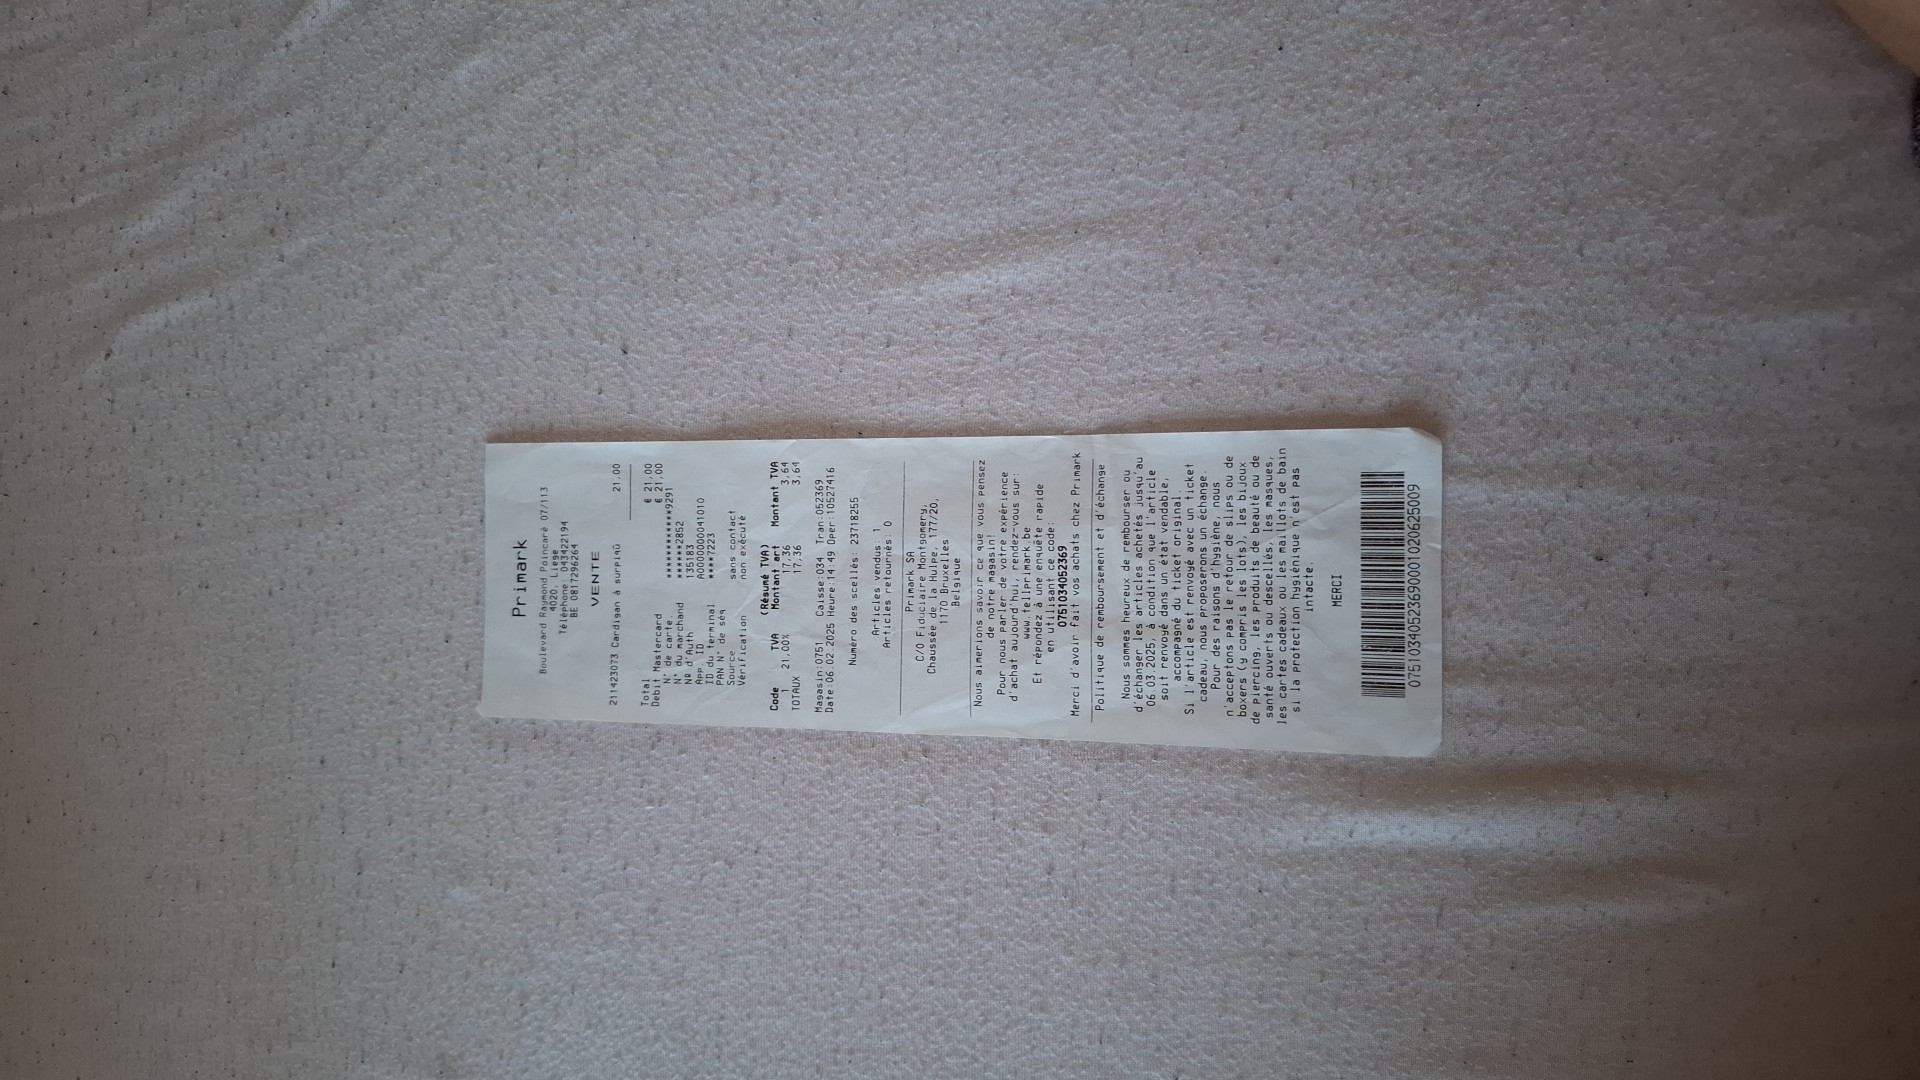 Primark
Boulevard Raymond Poincaré 07/113
4020, Liege
Téléphone: 043422194
BE 0817296264
VENTE
211423073 Cardigan à surpiqû 21,00
Total € 21,00
Debit Mastercard € 21,00
N° de carte ************9291
N° du marchand ******2852
Nº d'Auth 135183
App. ID A0000000041010
ID du terminal ****7223
PAN N° de séq
Source sans contact
Vérification non exécuté
(Résumé TVA)
Code TVA Montant art Montant TVA
1 21.00% 17,36 3,64
TOTAUX 17,36 3,64
Magasin:0751 Caisse:034 Tran:052369
Date:06.02.2025 Heure:14:49 Oper:10527416
Numéro des scellés: 23718255
Articles vendus: 1
Articles retournés: 0
Primark SA
C/O Fiduciaire Montgomery,
Chaussée de la Hulpe, 177/20,
1170 Bruxelles
Belgique
Nous aimerions savoir ce que vous pensez
de notre magasin!
Pour nous parler de votre expérience
d'achat aujourd'hui, rendez-vous sur:
www.tellprimark.be
Et répondez à une enquête rapide
en utilisant ce code:
0751034052369
Merci d'avoir fait vos achats chez Primark
Politique de remboursement et d'échange
Nous sommes heureux de rembourser ou
d'échanger les articles achetés jusqu'au
06.03.2025, à condition que l'article
soit renvoyé dans un état vendable,
accompagné du ticket original
Si l'article est renvoyé avec un ticket
cadeau, nous proposerons un échange.
Pour des raisons d'hygiène, nous
n'acceptons pas le retour de slips ou de
boxers (y compris les lots), les bijoux
de piercing, les produits de beauté ou de
santé ouverts ou descellés, les masques,
les cartes cadeaux ou les maillots de bain
si la protection hygiénique n'est pas
intacte.
MERCI
07510340523690001020625009